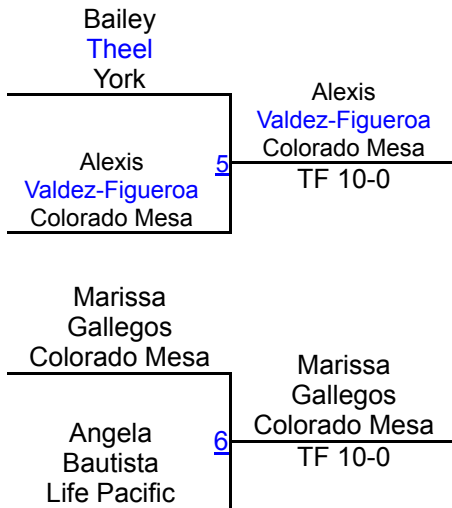 Bailey
Theel
York
Alexis
Valdez-Figueroa
Colorado Mesa
5
Alexis
Valdez-Figueroa
Colorado Mesa
TF 10-0
Marissa
Gallegos
Colorado Mesa
Angela
Bautista
Life Pacific
6
Marissa
Gallegos
Colorado Mesa
TF 10-0